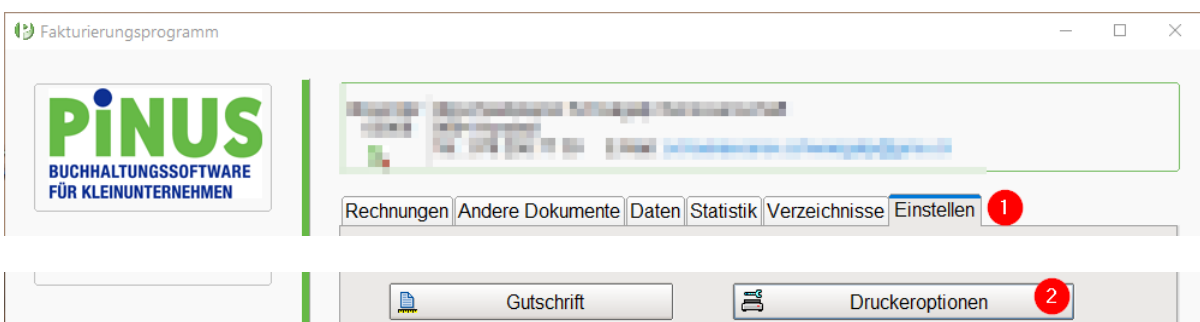 Fakturierungsprogramm
PiNUS
BUCHHALTUNGSSOFTWARE
FÜR KLEINUNTERNEHMEN
Rechnungen Andere Dokumente Daten Statistik Verzeichnisse Einstellen 1
Gutschrift Druckeroptionen 2